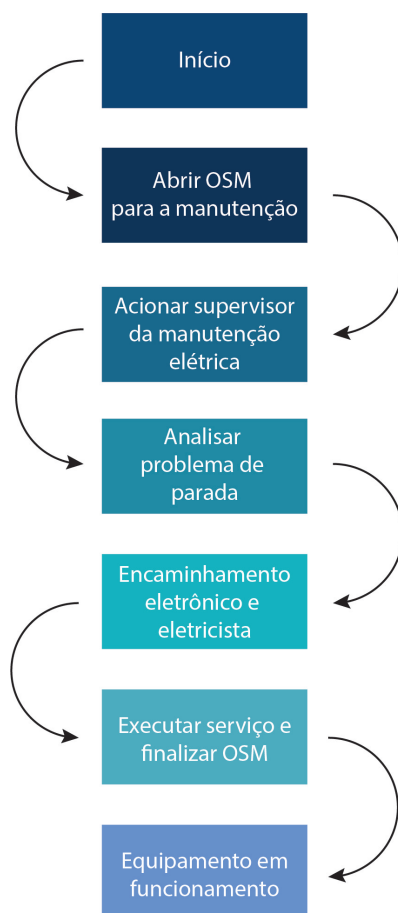 Início
Abrir OSM
para a manutenção
Acionar supervisor
da manutenção
elétrica
Analisar
problema de
parada
Encaminhamento
eletrônico e
eletricista
Executar serviço e
finalizar OSM
Equipamento em
funcionamento